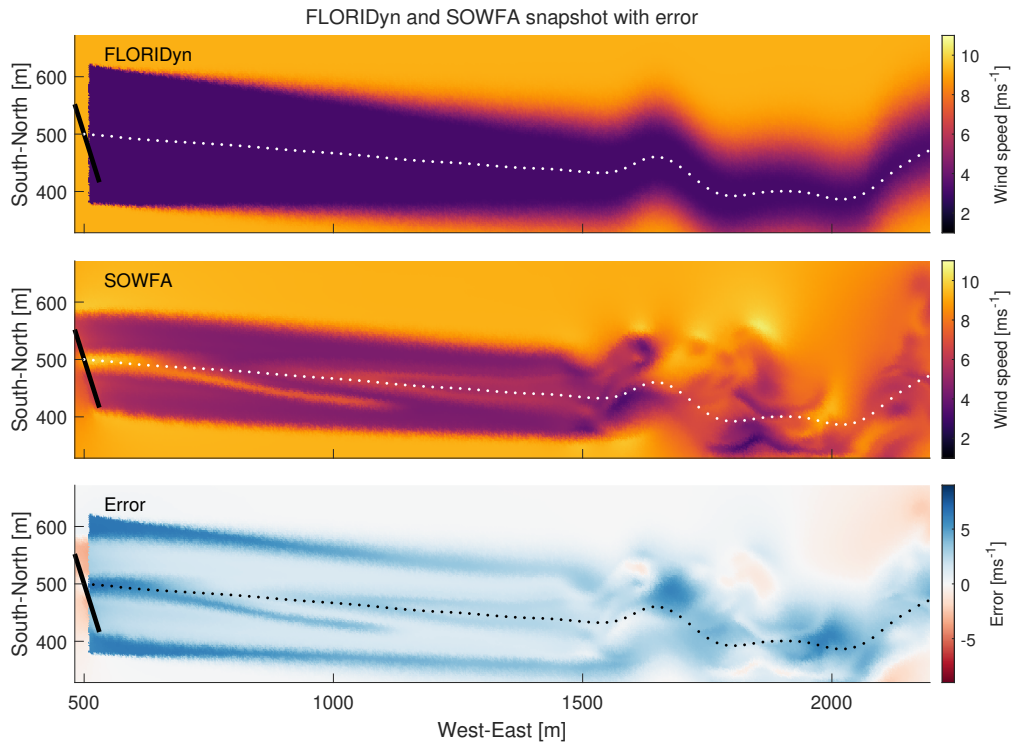 FLORIDyn and SOWFA snapshot with error
FLORIDyn
600
500
400
South-North [m]
10
8
6
4
2
Wind speed [ms⁻¹]
SOWFA
600
500
400
South-North [m]
10
8
6
4
2
Wind speed [ms⁻¹]
Error
600
500
400
South-North [m]
5
0
-5
Error [ms⁻¹]
500 1000 1500 2000
West-East [m]